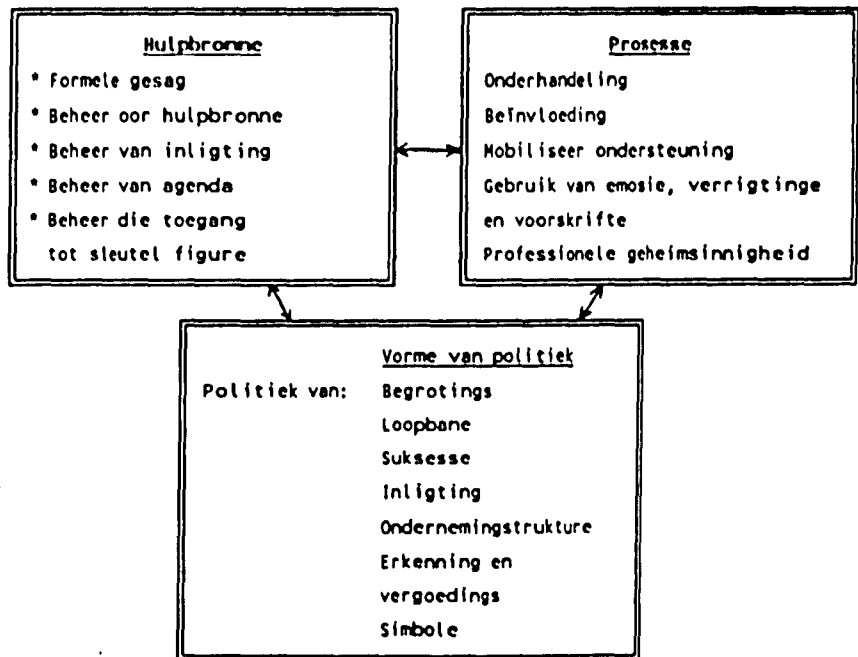 Hulpbronne
* Formele gesag
* Beheer oor hulpbronne
* Beheer van inligting
* Beheer van agenda
* Beheer die toegang
tot sleutel figure
Prosesse
Onderhandeling
Beïnvloeding
Mobiliseer ondersteuning
Gebruik van emosie, verrigtinge
en voorskrifte
Professionele geheimsinnigheid
Vorme van politiek
Politiek van: Begrotings
Loopbane
Suksesse
Inligting
Ondernemingstrukture
Erkenning en
vergoedings
Simbole